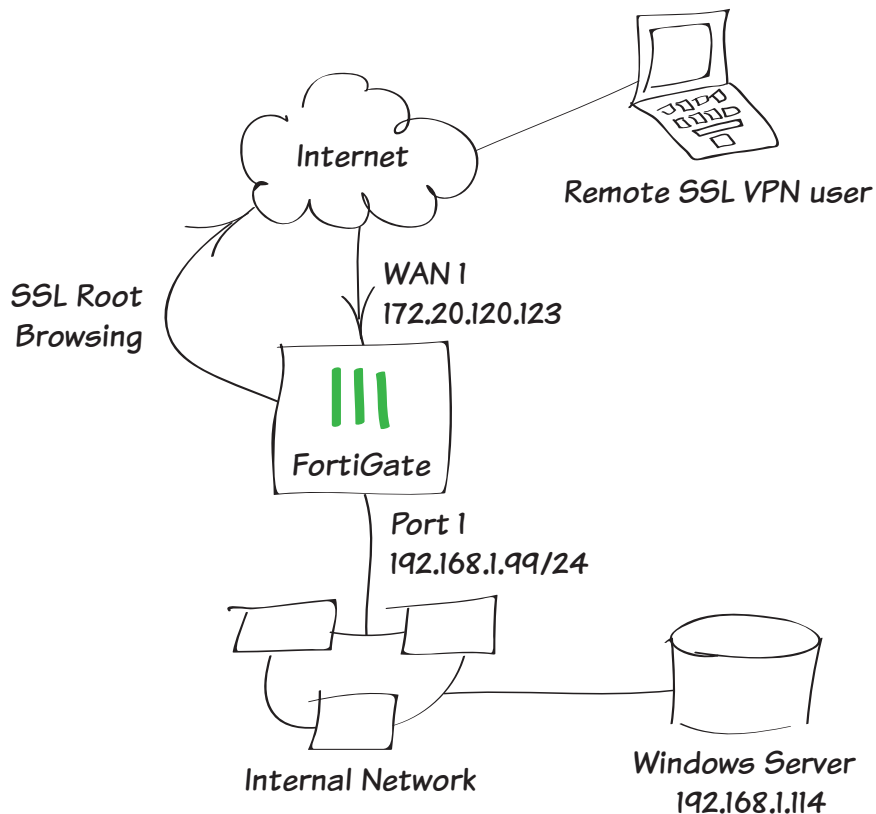 Internet
Remote SSL VPN user
WAN 1
172.20.120.123
SSL Root
Browsing
FortiGate
Port 1
192.168.1.99/24
Internal Network
Windows Server
192.168.1.114